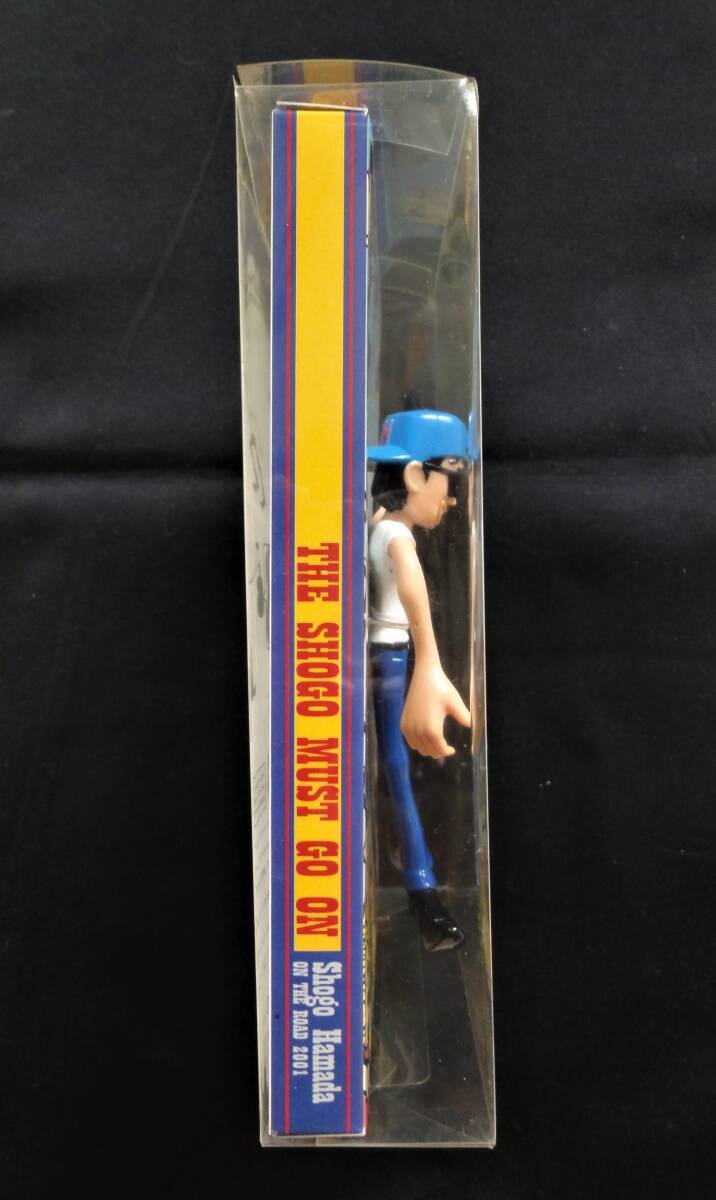 THE SHOGO MUST GO ON
Shogo Hamada
ON THE ROAD 2001